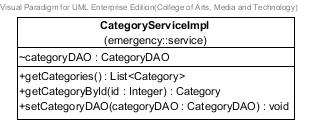 Visual Paradigm for UML Enterprise Edition(College of Arts, Media and Technology)
CategoryServiceImpl
(emergency::service)
~categoryDAO : CategoryDAO
+getCategories() : List<Category>
+getCategoryById(id : Integer) : Category
+setCategoryDAO(categoryDAO : CategoryDAO) : void